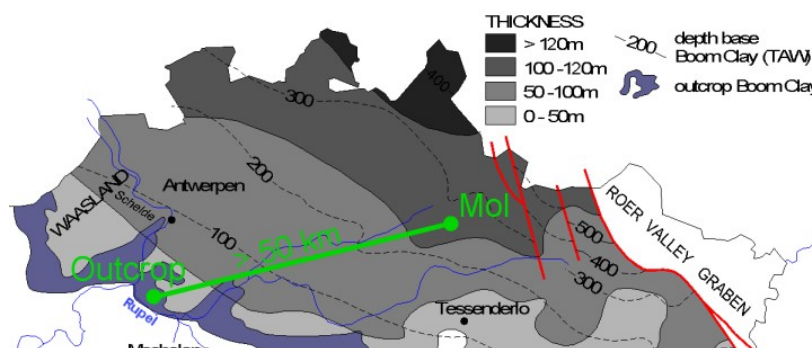 THICKNESS
> 120m
100 -120m
50 -100m
0 - 50m
-200-
depth base
Boom Clay (TAW)
outcrop Boom Clay
400
300
200
100
WAASLAND
Schelde
Antwerpen
Mol
> 50 km
Outcrop
Rupel
500
400
300
ROER VALLEY GRABEN
Tessenderlo